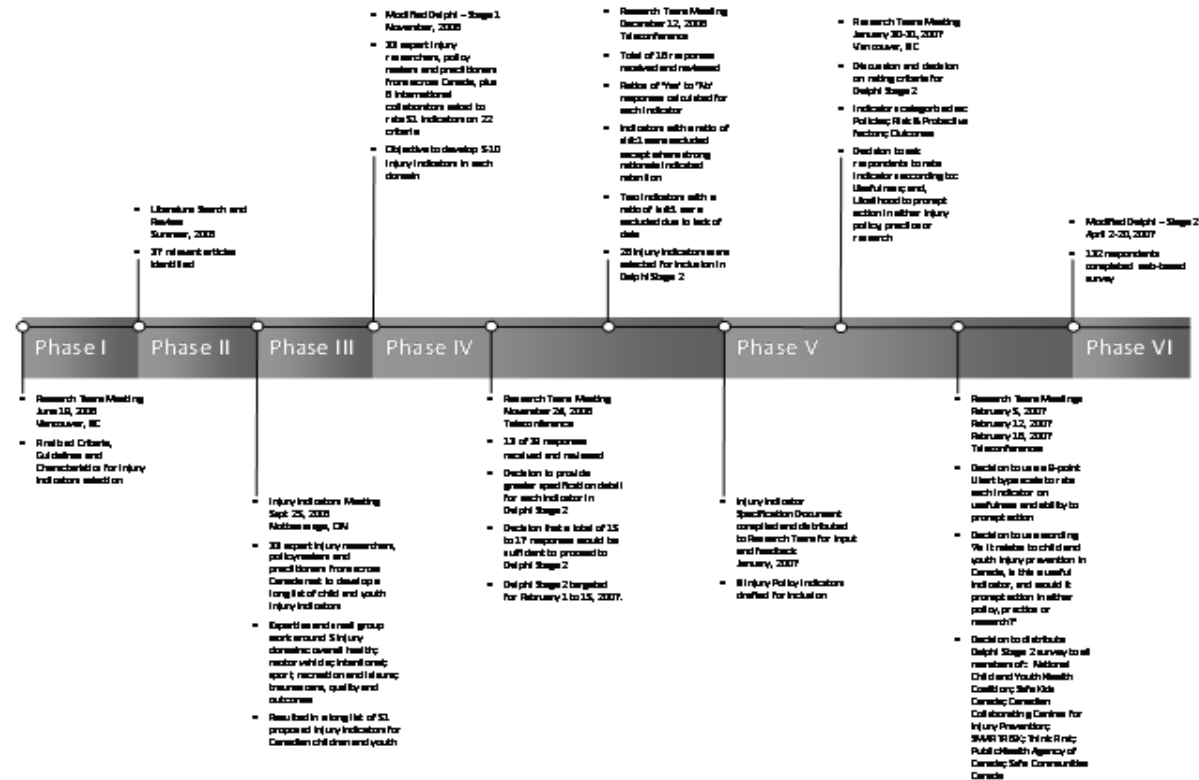 Modified Delphi – Stage 1
November, 2006
expert injury
researchers, policy
makers and practitioners
from across Canada, plus
international
collaborators asked to
rate 51 indicators on 22
criteria
Objective to develop 5-10
injury indicators in each
domain
Research Team Meeting
December 12, 2006
Teleconference
Total of responses
received and reviewed
Ratios of 'Yes' to 'No'
responses calculated for
each indicator
Indicators with a ratio of
were excluded
except where strong
rationale indicated
retention
Two indicators with a
ratio of were
excluded due to lack of
data
injury indicators were
selected for inclusion in
Delphi Stage 2
Research Team Meeting
January 30-31, 2007
Vancouver, BC
Discussion and decision
on rating criteria for
Delphi Stage 2
Indicators categorized as:
Policies; Risk & Protective
Factors; Outcomes
Decision to ask
respondents to rate
indicators according to:
Usefulness; and,
Likelihood to prompt
action in either injury
policy, practice or
research
Literature Search and
Review
Summer, 2006
relevant articles
identified
Modified Delphi – Stage 2
April 2-20, 2007
132 respondents
completed web-based
survey
Phase I
Phase II
Phase III
Phase IV
Phase V
Phase VI
Research Team Meeting
June 19, 2006
Vancouver, BC
Finalized Criteria,
Guidelines and
Characteristics for Injury
Indicators selection
Injury Indicators Meeting
Sept 2006
ON
expert injury researchers,
policymakers and
practitioners from across
Canada met to develop a
long list of child and youth
injury indicators
Expertise and small group
work around 5 injury
domains: overall health;
motor vehicle; intentional;
sport, recreation and leisure;
trauma care, quality and
outcomes
Resulted in a long list of 51
proposed injury indicators for
Canadian children and youth
Research Team Meeting
November 2006
Teleconference
13 of responses
received and reviewed
Decision to provide
greater specification detail
for each indicator in
Delphi Stage 2
Decision that a total of 15
to 17 responses would be
sufficient to proceed to
Delphi Stage 2
Delphi Stage 2 targeted
for February 1 to 15, 2007.
Injury Indicator
Specification Document
compiled and distributed
to Research Team for input
and feedback
January, 2007
Injury Policy Indicators
drafted for inclusion
Research Team Meetings
February 5, 2007
February 12, 2007
February 2007
Teleconferences
Decision to use a 9-point
Likert type scale to rate
each indicator on
usefulness and ability to
prompt action
Decision to use wording
"As it relates to child and
youth injury prevention in
Canada, is this a useful
indicator, and would it
prompt action in either
policy, practice or
research?"
Decision to distribute
Delphi Stage 2 survey to all
members of: National
Child and Youth Health
Coalition; Safe Kids
Canada; Canadian
Collaborating Centres for
Injury Prevention;
SMARTRISK; Think First;
Public Health Agency of
Canada; Safe Communities
Canada